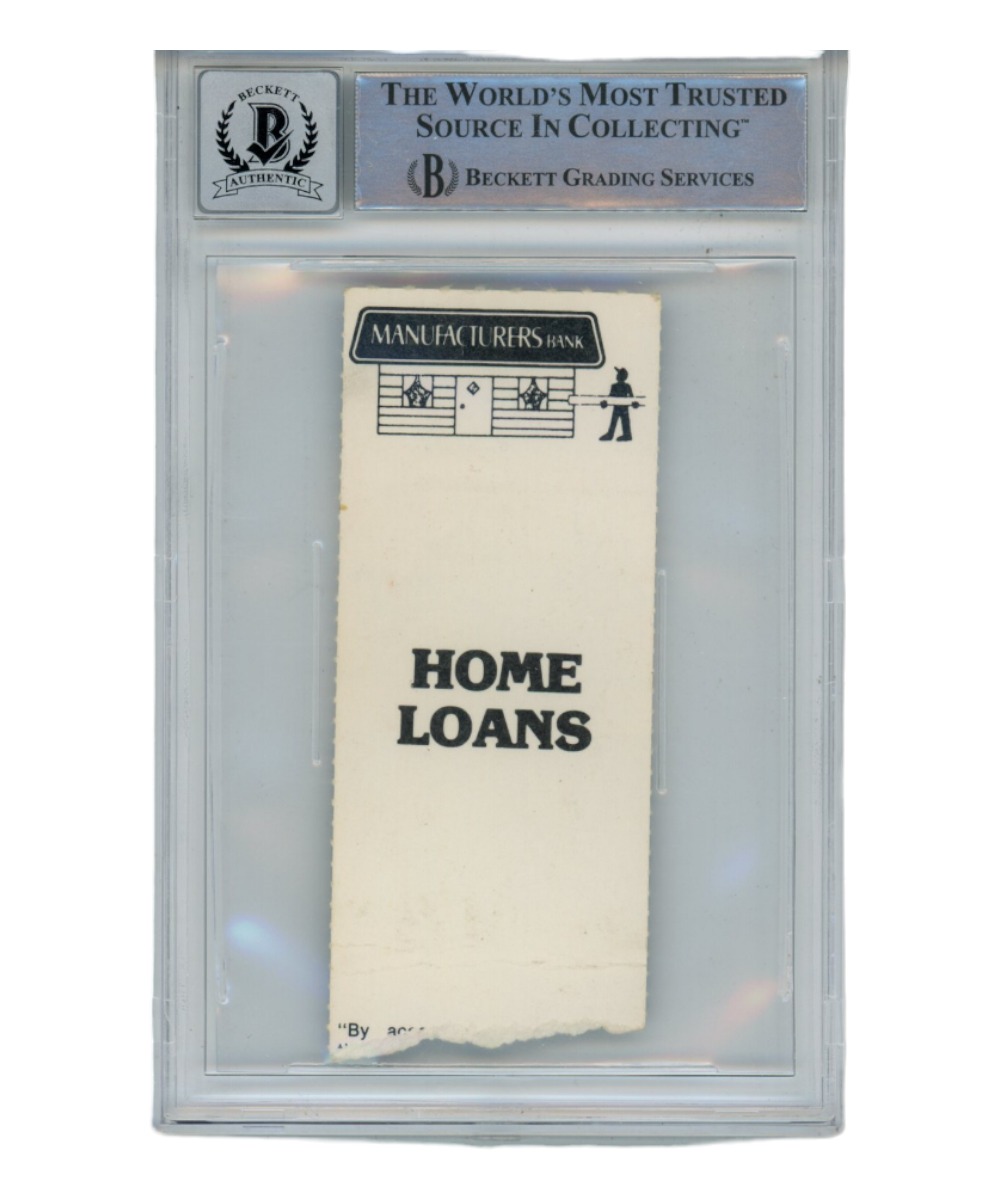 BECKETT
B
AUTHENTIC
THE WORLD'S MOST TRUSTED
SOURCE IN COLLECTING™
B BECKETT GRADING SERVICES
MANUFACTURERS BANK
HOME
LOANS
“By